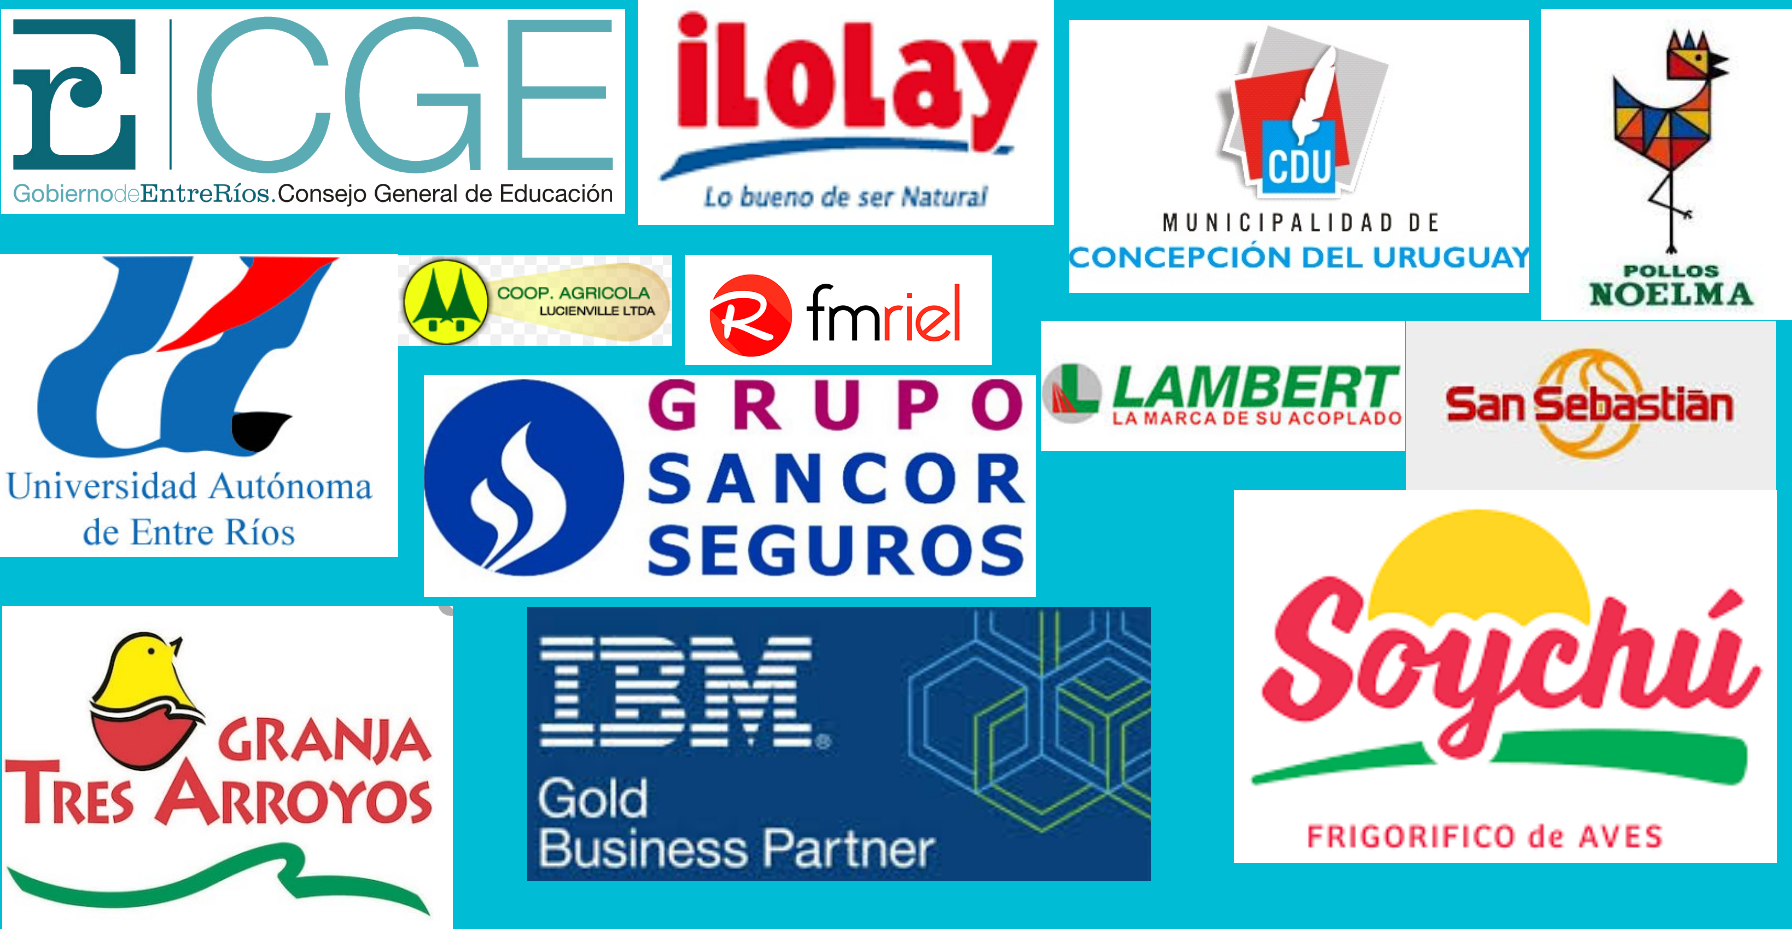 r CGE
GobiernodeEntreRíos.Consejo General de Educación
iLoLay
Lo bueno de ser Natural
CDU
MUNICIPALIDAD DE
CONCEPCIÓN DEL URUGUAY
POLLOS
NOELMA
Universidad Autónoma
de Entre Ríos
COOP. AGRICOLA
LUCIENVILLE LTDA
R fmriel
LAMBERT
LA MARCA DE SU ACOPLADO
San Sebastián
GRUPO
SANCOR
SEGUROS
GRANJA
TRES ARROYOS
IBM®
Gold
Business Partner
Soychú
FRIGORIFICO de AVES